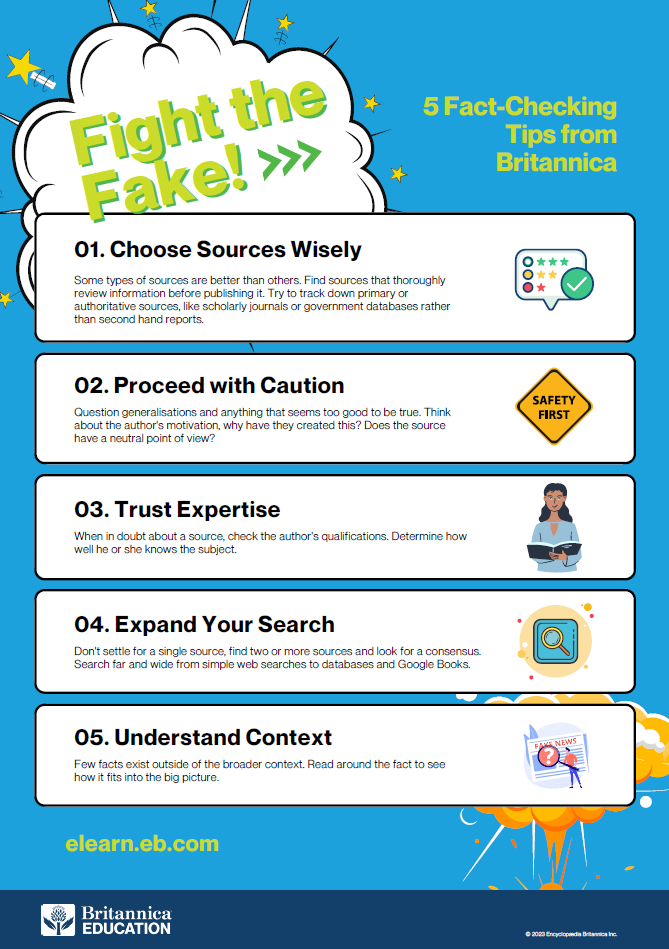 Fight the
Fake!
5 Fact-Checking
Tips from
Britannica
01. Choose Sources Wisely
Some types of sources are better than others. Find sources that thoroughly
review information before publishing it. Try to track down primary or
authoritative sources, like scholarly journals or government databases rather
than second hand reports.
02. Proceed with Caution
Question generalisations and anything that seems too good to be true. Think
about the author's motivation, why have they created this? Does the source
have a neutral point of view?
SAFETY
FIRST
03. Trust Expertise
When in doubt about a source, check the author's qualifications. Determine how
well he or she knows the subject.
04. Expand Your Search
Don't settle for a single source, find two or more sources and look for a consensus.
Search far and wide from simple web searches to databases and Google Books.
05. Understand Context
Few facts exist outside of the broader context. Read around the fact to see
how it fits into the big picture.
FAKE NEWS
?
elearn.eb.com
Britannica
EDUCATION
© 2023 Encyclopædia Britannica Inc.